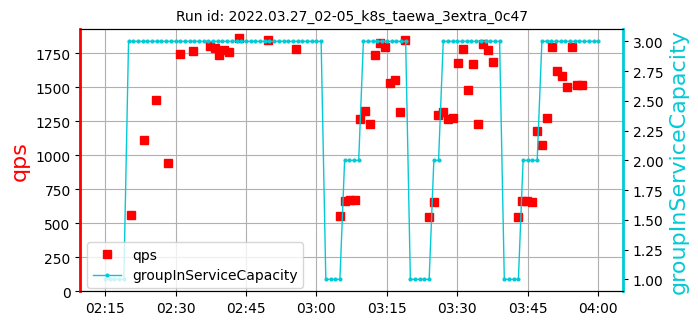 Run id: 2022.03.27_02-05_k8s_taewa_3extra_0c47
qps
1750
1500
1250
1000
750
500
250
0
3.00
2.75
2.50
2.25
2.00
1.75
1.50
1.25
1.00
groupInServiceCapacity
qps
groupInServiceCapacity
02:15 02:30 02:45 03:00 03:15 03:30 03:45 04:00